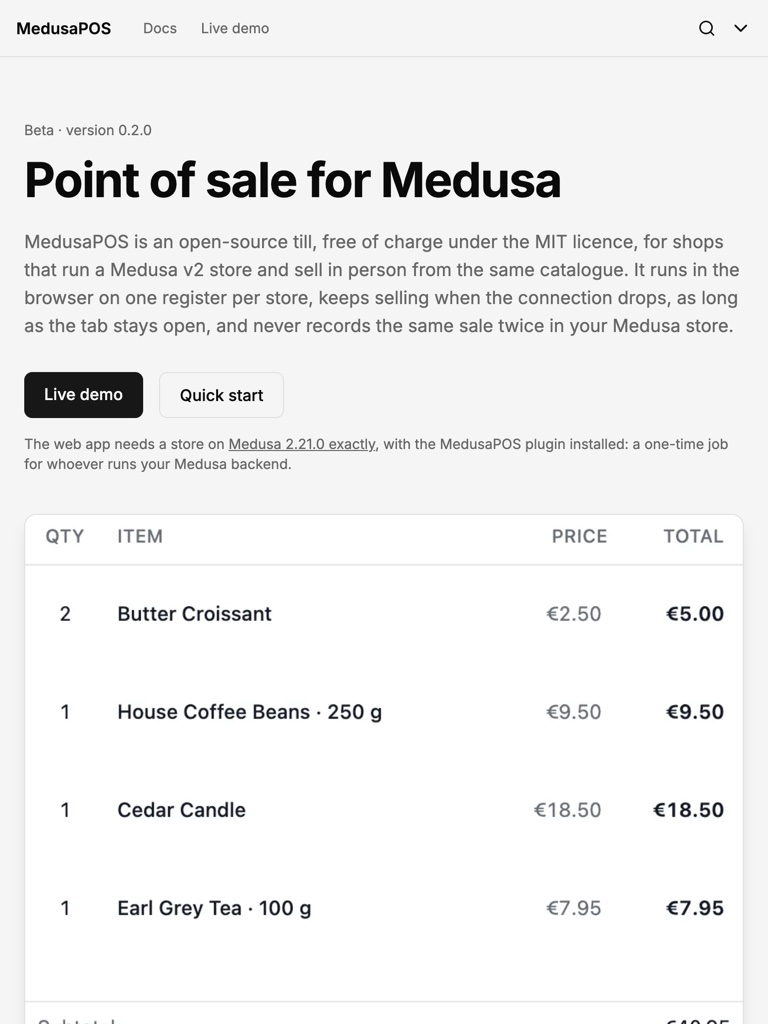 MedusaPOS Docs Live demo
Beta · version 0.2.0
Point of sale for Medusa
MedusaPOS is an open-source till, free of charge under the MIT licence, for shops
that run a Medusa v2 store and sell in person from the same catalogue. It runs in the
browser on one register per store, keeps selling when the connection drops, as long
as the tab stays open, and never records the same sale twice in your Medusa store.
Live demo Quick start
The web app needs a store on Medusa 2.21.0 exactly, with the MedusaPOS plugin installed: a one-time job
for whoever runs your Medusa backend.
QTY ITEM PRICE TOTAL
2 Butter Croissant €2.50 €5.00
1 House Coffee Beans · 250 g €9.50 €9.50
1 Cedar Candle €18.50 €18.50
1 Earl Grey Tea · 100 g €7.95 €7.95